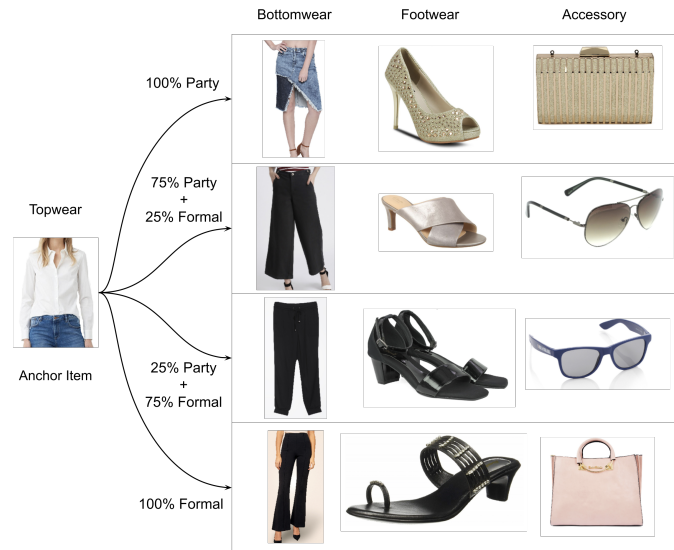 Bottomwear Footwear Accessory
100% Party
75% Party
+
25% Formal
Topwear
Anchor Item
25% Party
+
75% Formal
100% Formal